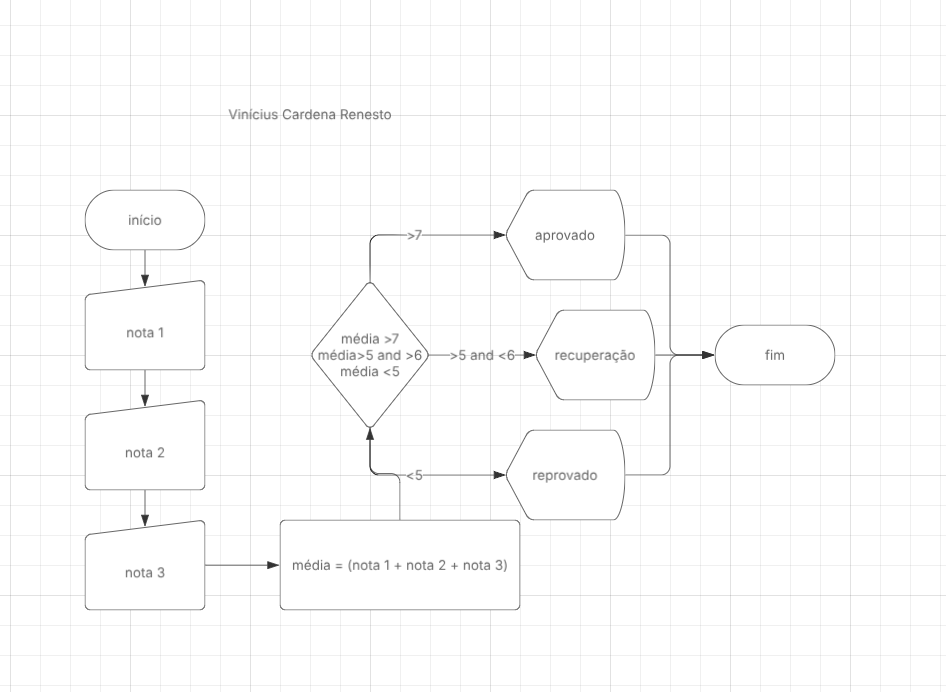 Vinícius Cardena Renesto
início
nota 1
nota 2
nota 3
média = (nota 1 + nota 2 + nota 3)
média >7
média>5 and >6
média <5
>7
>5 and <6
<5
aprovado
recuperação
reprovado
fim